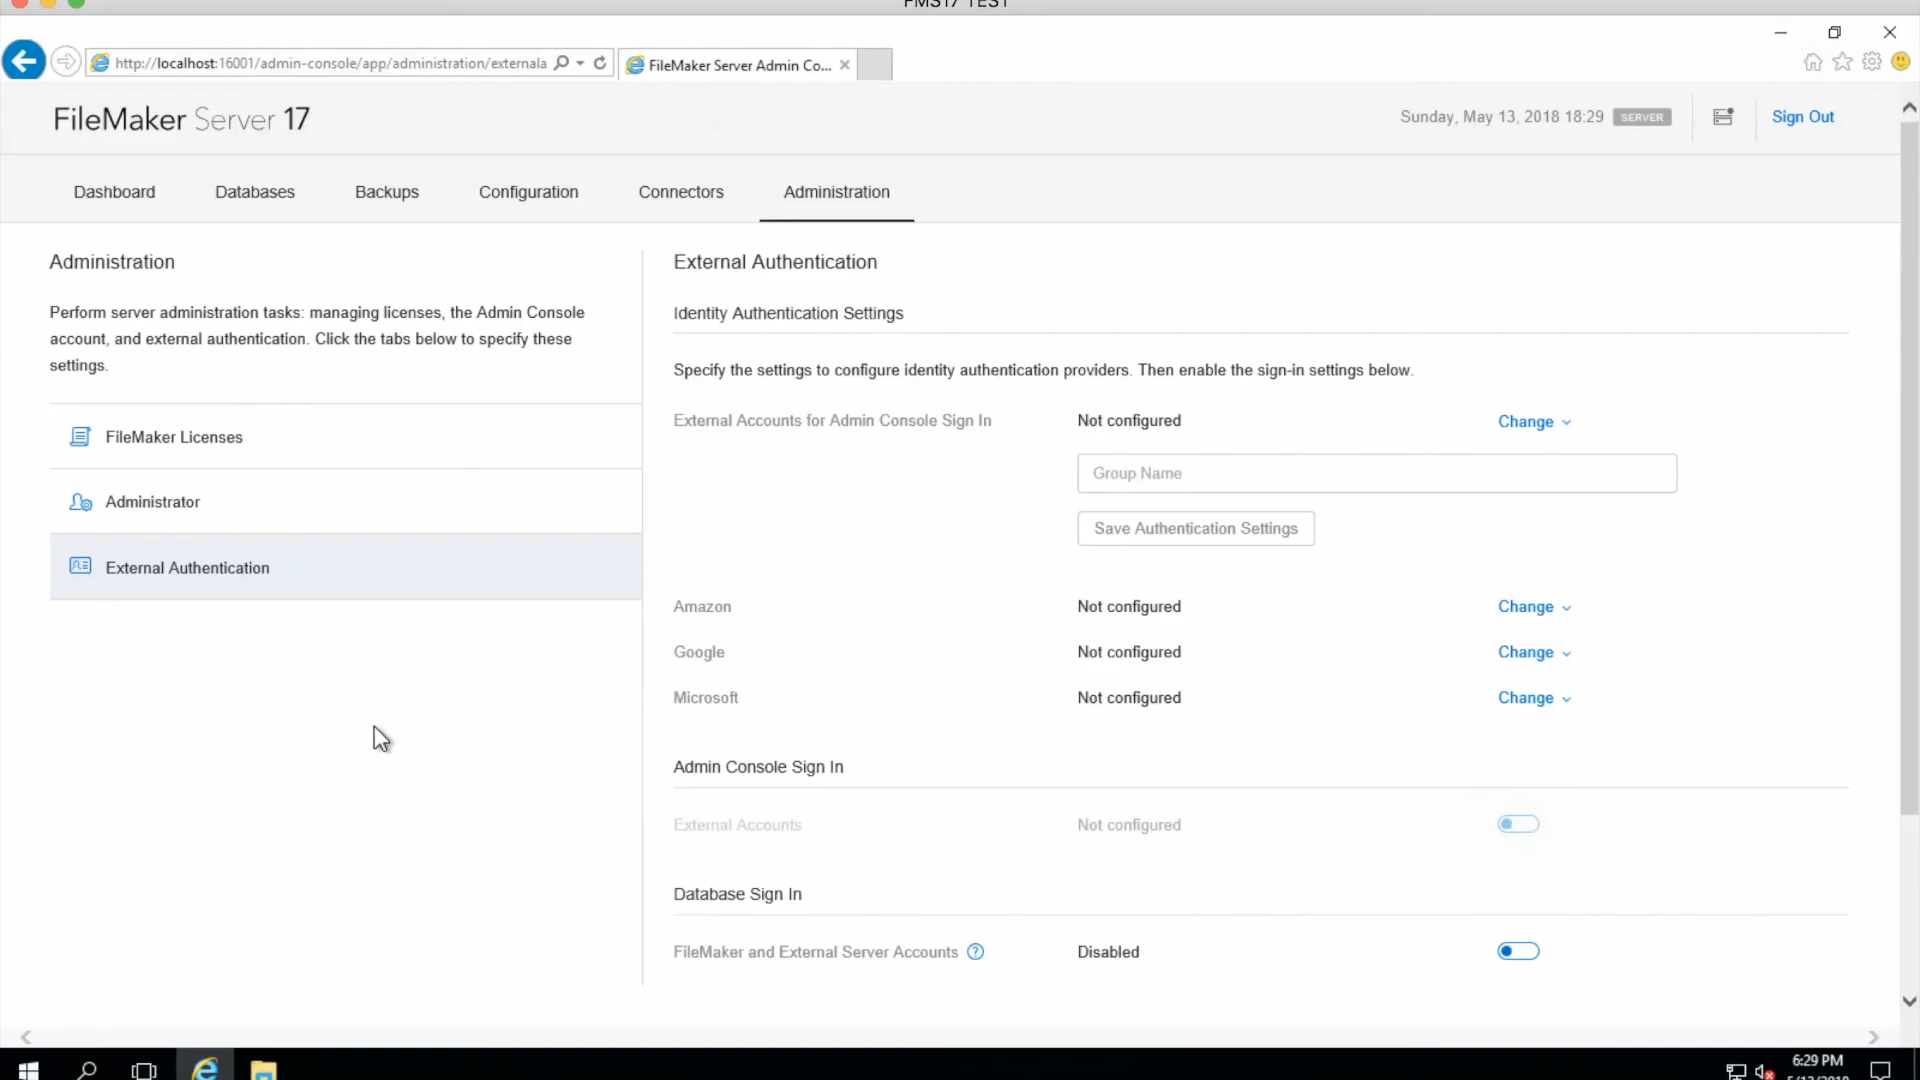 FMS17 TEST
http://localhost:16001/admin-console/app/administration/externala
FileMaker Server Admin Co...
FileMaker Server 17
Sunday, May 13, 2018 18:29 SERVER
Sign Out
Dashboard
Databases
Backups
Configuration
Connectors
Administration
Administration
Perform server administration tasks: managing licenses, the Admin Console
account, and external authentication. Click the tabs below to specify these
settings.
FileMaker Licenses
Administrator
External Authentication
External Authentication
Identity Authentication Settings
Specify the settings to configure identity authentication providers. Then enable the sign-in settings below.
External Accounts for Admin Console Sign In Not configured Change
Group Name
Save Authentication Settings
Amazon Not configured Change
Google Not configured Change
Microsoft Not configured Change
Admin Console Sign In
External Accounts Not configured
Database Sign In
FileMaker and External Server Accounts ? Disabled
6:29 PM
5/13/2018